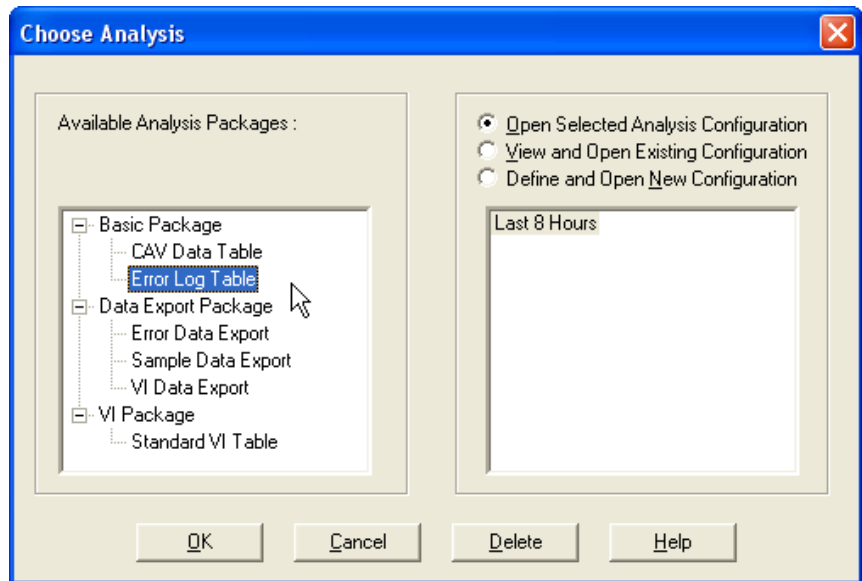 Choose Analysis
Available Analysis Packages :
Basic Package
CAV Data Table
Error Log Table
Data Export Package
Error Data Export
Sample Data Export
VI Data Export
VI Package
Standard VI Table
Open Selected Analysis Configuration
View and Open Existing Configuration
Define and Open New Configuration
Last 8 Hours
OK
Cancel
Delete
Help